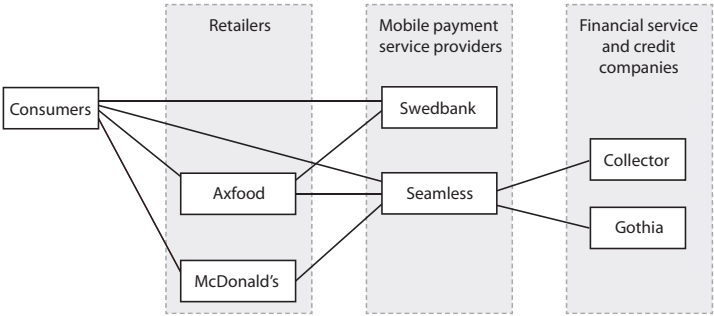 Retailers
Mobile payment
service providers
Financial service
and credit
companies
Consumers
Swedbank
Axfood
Seamless
Collector
Gothia
McDonald's